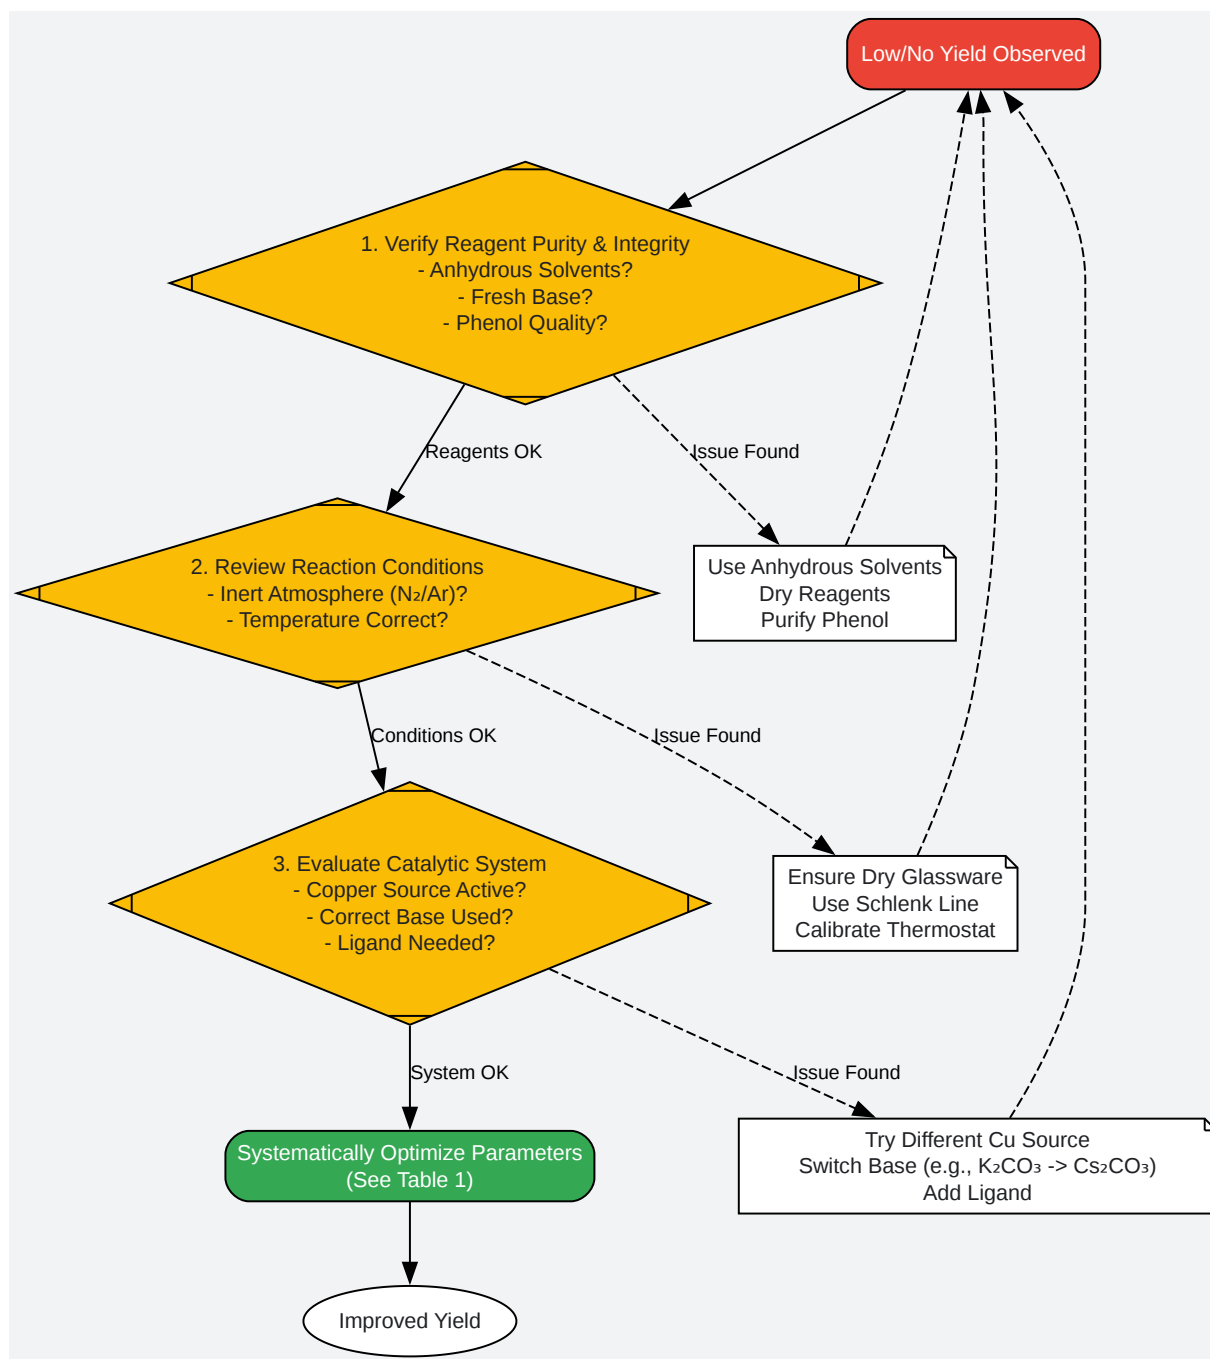 Low/No Yield Observed
1. Verify Reagent Purity & Integrity
- Anhydrous Solvents?
- Fresh Base?
- Phenol Quality?
Reagents OK
Issue Found
Use Anhydrous Solvents
Dry Reagents
Purify Phenol
2. Review Reaction Conditions
- Inert Atmosphere (N₂/Ar)?
- Temperature Correct?
Conditions OK
Issue Found
Ensure Dry Glassware
Use Schlenk Line
Calibrate Thermostat
3. Evaluate Catalytic System
- Copper Source Active?
- Correct Base Used?
- Ligand Needed?
System OK
Issue Found
Try Different Cu Source
Switch Base (e.g., K₂CO₃ -> Cs₂CO₃)
Add Ligand
Systematically Optimize Parameters
(See Table 1)
Improved Yield